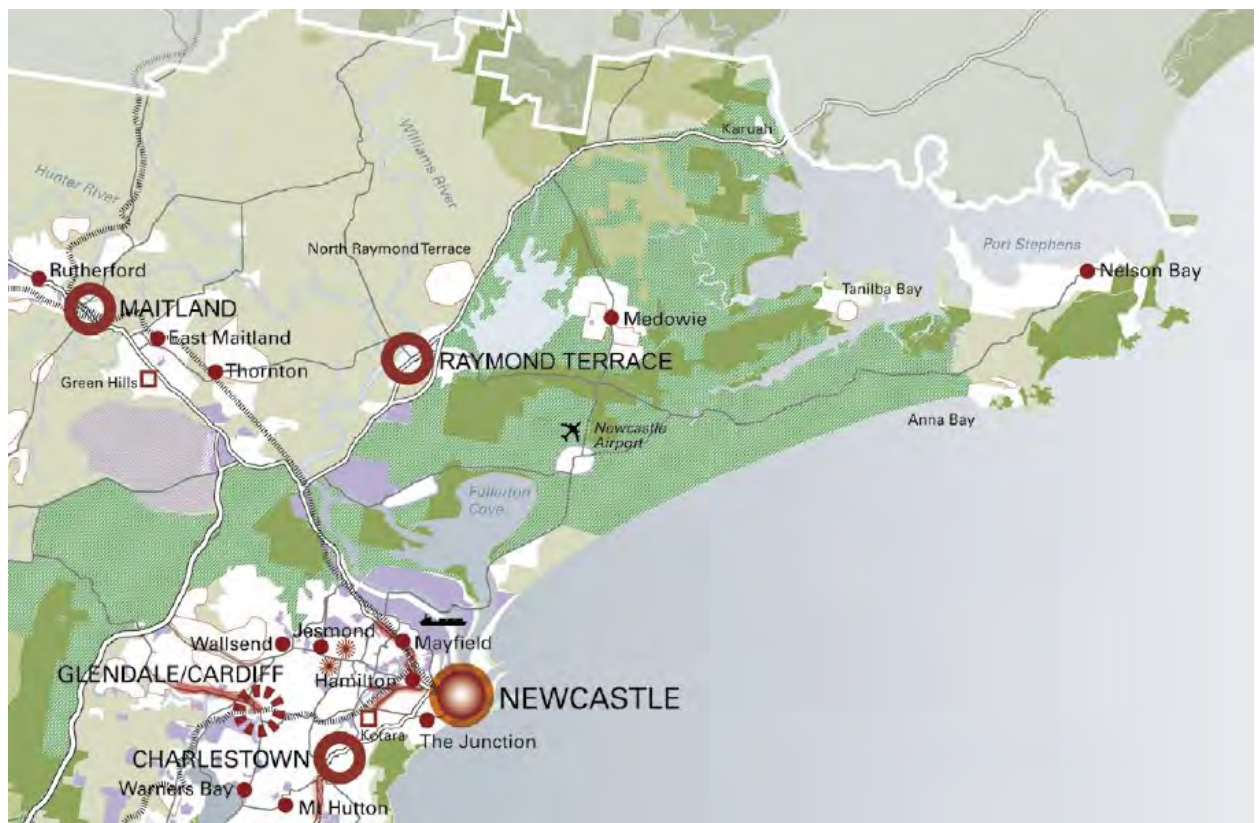 Karuah
Williams River
Hunter River
North Raymond Terrace
Port Stephens
Rutherford
Nelson Bay
Tanilba Bay
MAITLAND
Medowie
East Maitland
RAYMOND TERRACE
Thornton
Green Hills
Anna Bay
Newcastle
Airport
Fullerton
Cove
Jesmond
Wallsend
Mayfield
GLENDALE/CARDIFF
Hamilton
NEWCASTLE
Kotara
The Junction
CHARLESTOWN
Warners Bay
Mt Hutton